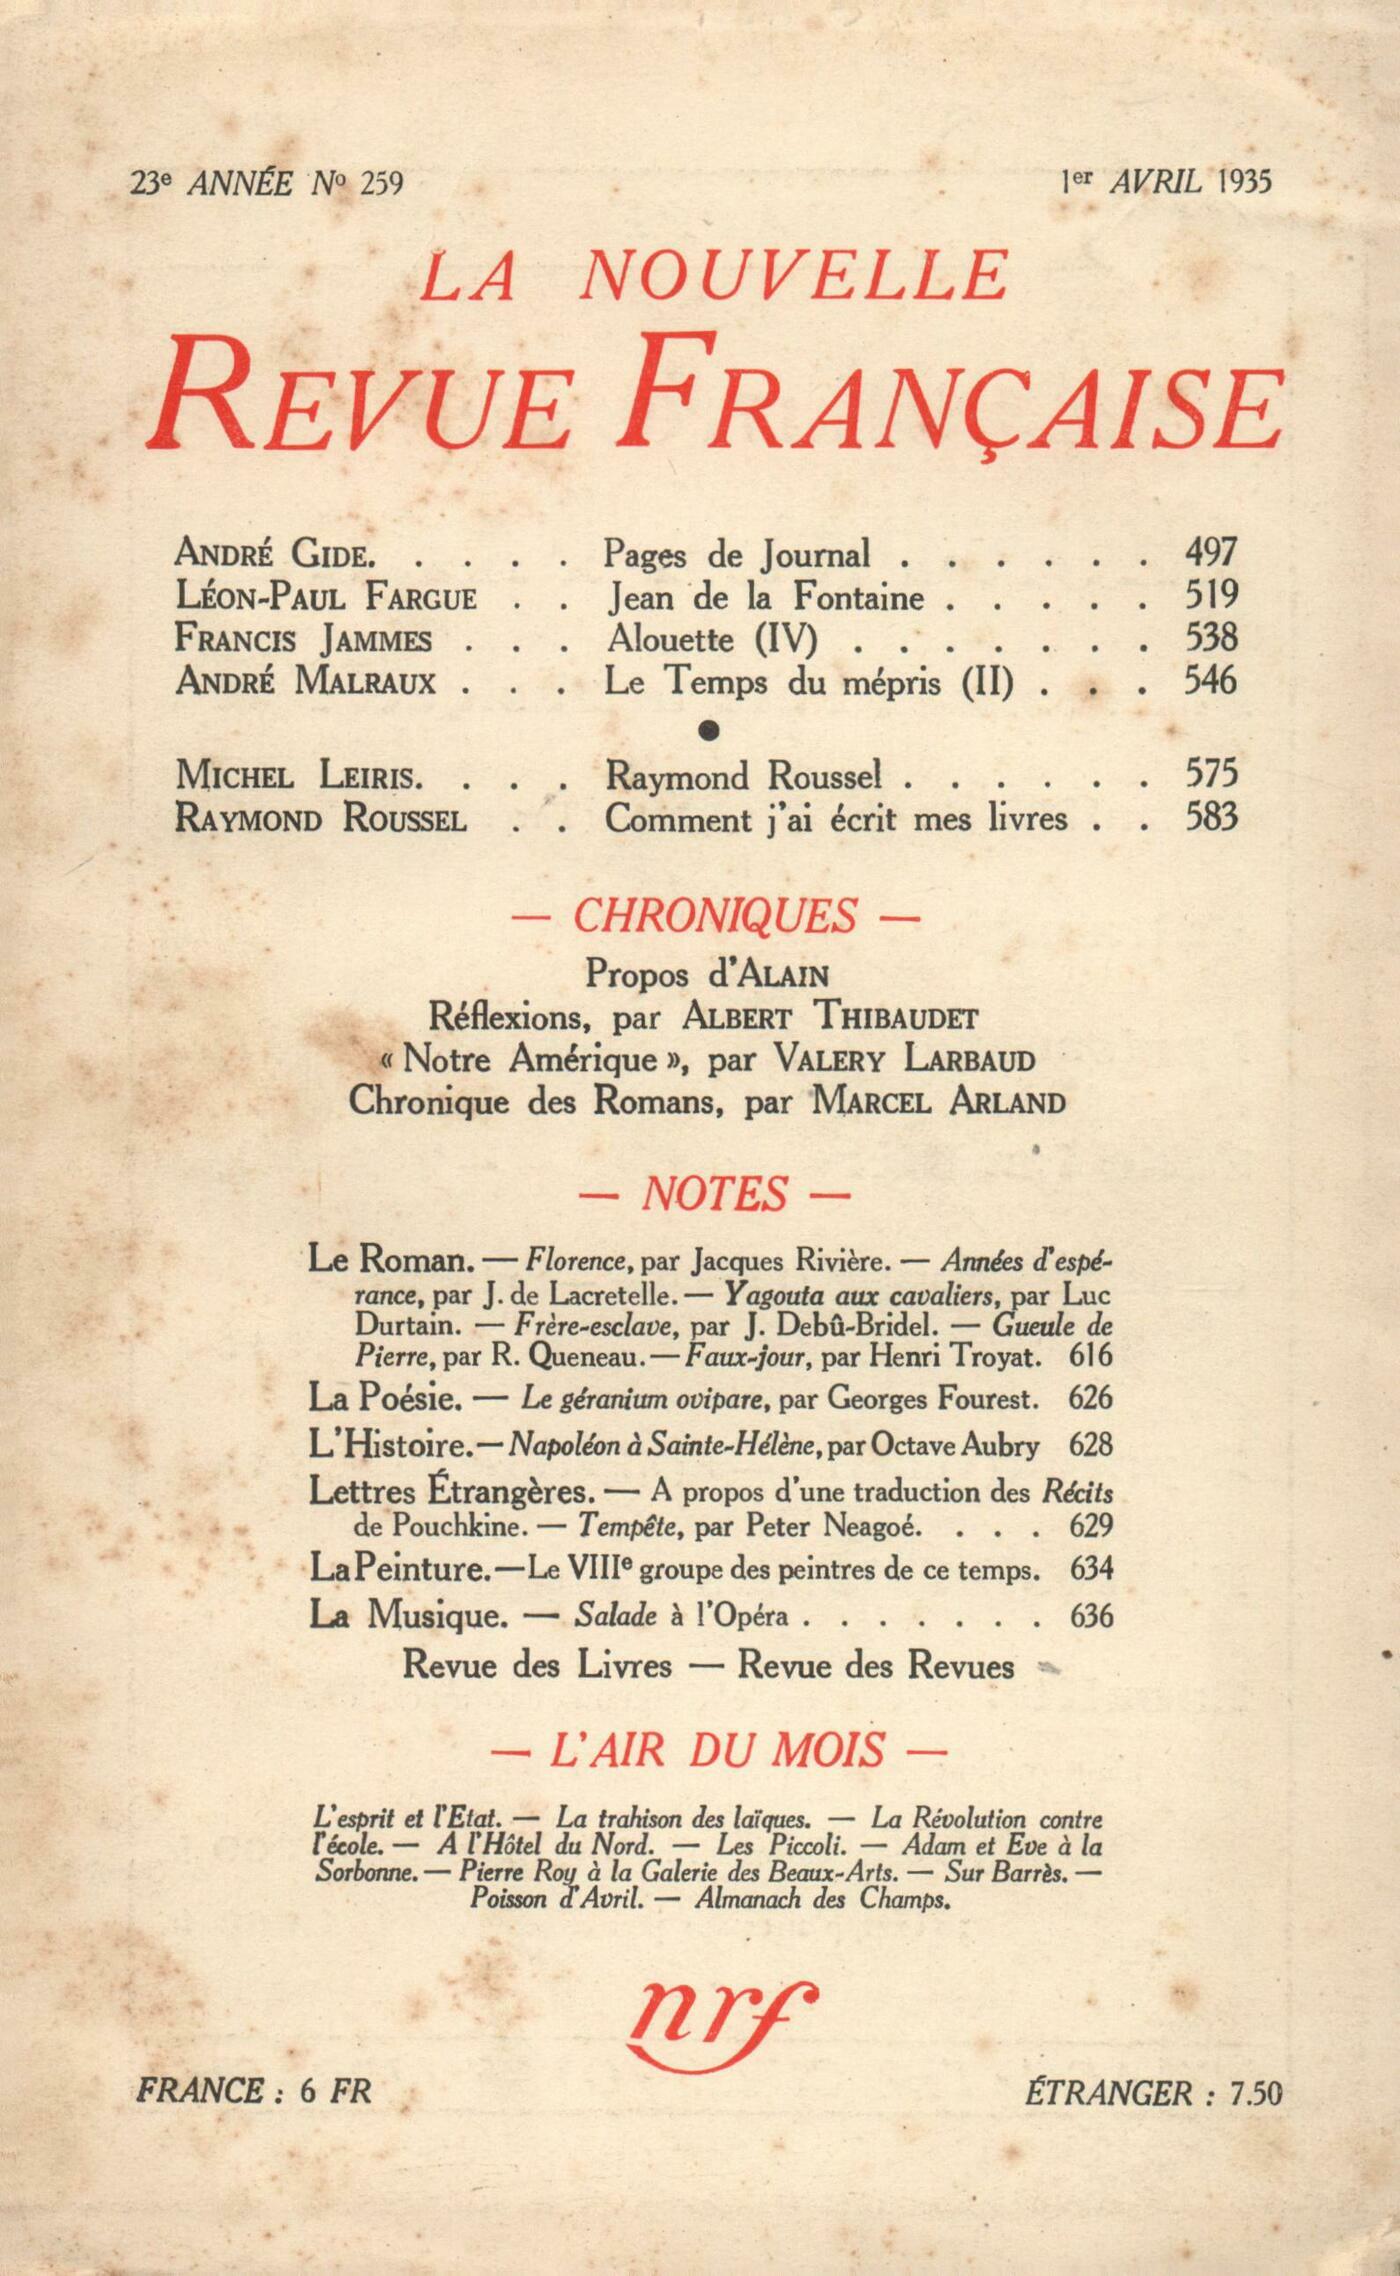 23e ANNÉE No 259
1er AVRIL 1935
LA NOUVELLE
REVUE FRANÇAISE
ANDRÉ GIDE. . . . . Pages de Journal . . . . . . 497
LÉON-PAUL FARGUE . . Jean de la Fontaine . . . . . 519
FRANCIS JAMMES . . . Alouette (IV) . . . . . . . 538
ANDRÉ MALRAUX . . . Le Temps du mépris (II) . . . 546
●
MICHEL LEIRIS. . . . Raymond Roussel . . . . . . 575
RAYMOND ROUSSEL . . Comment j'ai écrit mes livres . . 583
— CHRONIQUES —
Propos d'ALAIN
Réflexions, par ALBERT THIBAUDET
« Notre Amérique », par VALERY LARBAUD
Chronique des Romans, par MARCEL ARLAND
— NOTES —
Le Roman. — Florence, par Jacques Rivière. — Années d'espé-
rance, par J. de Lacretelle. — Yagouta aux cavaliers, par Luc
Durtain. — Frère-esclave, par J. Debû-Bridel. — Gueule de
Pierre, par R. Queneau. — Faux-jour, par Henri Troyat. 616
La Poésie. — Le géranium ovipare, par Georges Fourest. 626
L'Histoire. — Napoléon à Sainte-Hélène, par Octave Aubry 628
Lettres Étrangères. — A propos d'une traduction des Récits
de Pouchkine. — Tempête, par Peter Neagoé. . . . 629
La Peinture. — Le VIIIe groupe des peintres de ce temps. 634
La Musique. — Salade à l'Opéra . . . . . . . 636
Revue des Livres — Revue des Revues
— L'AIR DU MOIS —
L'esprit et l'Etat. — La trahison des laïques. — La Révolution contre
l'école. — A l'Hôtel du Nord. — Les Piccoli. — Adam et Eve à la
Sorbonne. — Pierre Roy à la Galerie des Beaux-Arts. — Sur Barrès. —
Poisson d'Avril. — Almanach des Champs.
nrf
FRANCE : 6 FR
ÉTRANGER : 7.50